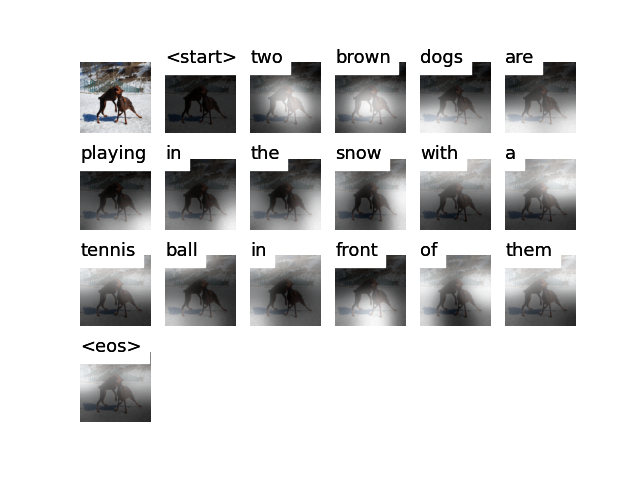 <start> two brown dogs are
playing in the snow with a
tennis ball in front of them
<eos>